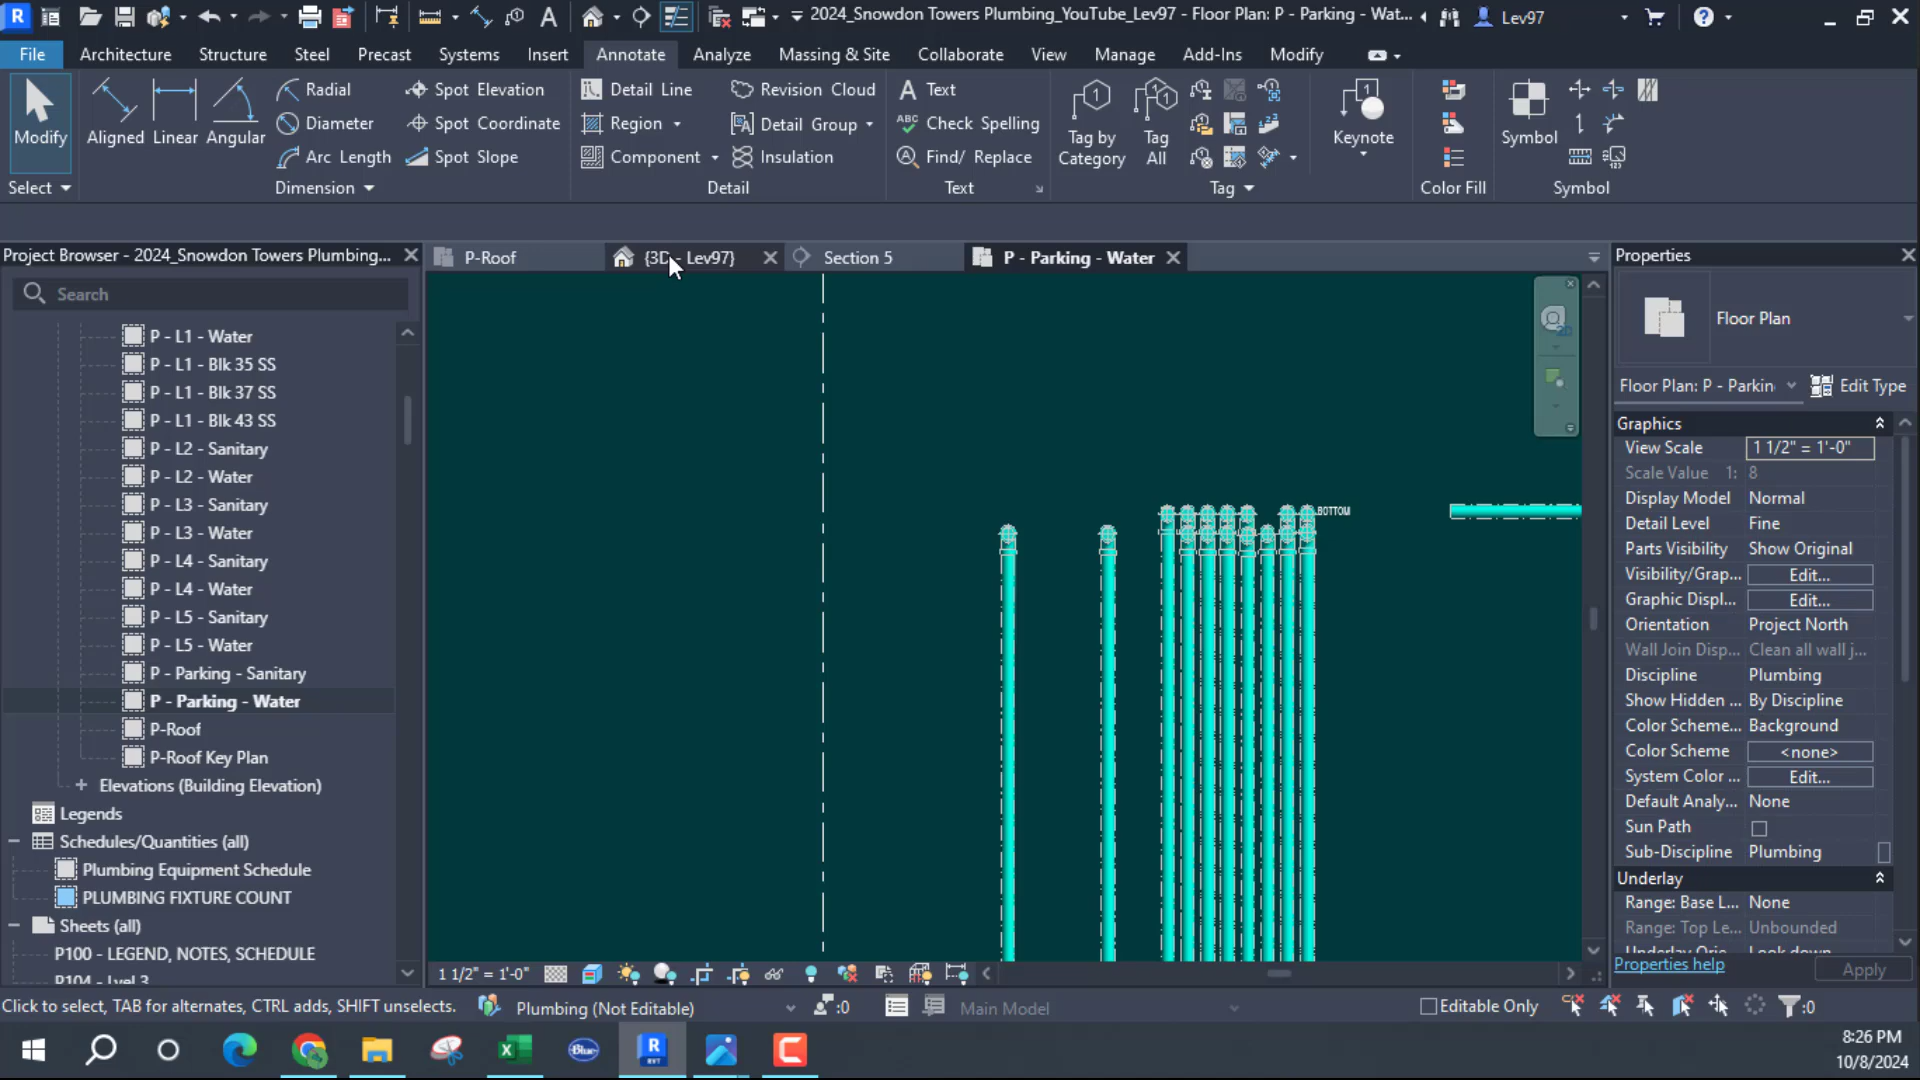 2024_Snowdon Towers Plumbing_YouTube_Lev97 - Floor Plan: P - Parking - Wat...
Lev97
File
Architecture
Structure
Steel
Precast
Systems
Insert
Annotate
Analyze
Massing & Site
Collaborate
View
Manage
Add-Ins
Modify
Modify
Select
Aligned
Linear
Angular
Radial
Diameter
Arc Length
Spot Elevation
Spot Coordinate
Spot Slope
Dimension
Detail Line
Region
Component
Revision Cloud
Detail Group
Insulation
Detail
Text
Check Spelling
Find/ Replace
Text
Tag by Category
Tag All
Tag
Keynote
Color Fill
Symbol
Symbol
Project Browser - 2024_Snowdon Towers Plumbing...
Search
P - L1 - Water
P - L1 - Blk 35 SS
P - L1 - Blk 37 SS
P - L1 - Blk 43 SS
P - L2 - Sanitary
P - L2 - Water
P - L3 - Sanitary
P - L3 - Water
P - L4 - Sanitary
P - L4 - Water
P - L5 - Sanitary
P - L5 - Water
P - Parking - Sanitary
P - Parking - Water
P-Roof
P-Roof Key Plan
Elevations (Building Elevation)
Legends
Schedules/Quantities (all)
Plumbing Equipment Schedule
PLUMBING FIXTURE COUNT
Sheets (all)
P100 - LEGEND, NOTES, SCHEDULE
P104 - Lvel 3
P-Roof
{3D - Lev97}
Section 5
P - Parking - Water
BOTTOM
Properties
Floor Plan
Floor Plan: P - Parkin
Edit Type
Graphics
View Scale 1 1/2" = 1'-0"
Scale Value 1: 8
Display Model Normal
Detail Level Fine
Parts Visibility Show Original
Visibility/Grap... Edit...
Graphic Displ... Edit...
Orientation Project North
Wall Join Disp... Clean all wall j...
Discipline Plumbing
Show Hidden ... By Discipline
Color Scheme... Background
Color Scheme <none>
System Color ... Edit...
Default Analy... None
Sun Path
Sub-Discipline Plumbing
Underlay
Range: Base L... None
Range: Top Le... Unbounded
Underlay Orie... Look down
Properties help
Apply
1 1/2" = 1'-0"
Click to select, TAB for alternates, CTRL adds, SHIFT unselects.
Plumbing (Not Editable)
:0
Main Model
Editable Only
:0
8:26 PM
10/8/2024